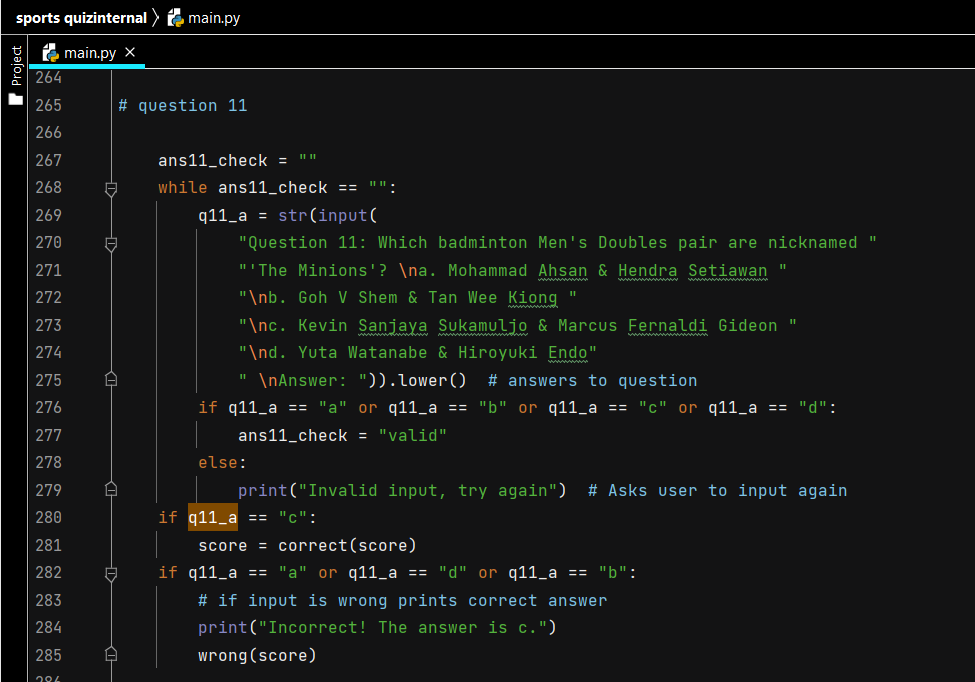 sports quizinternal main.py
Project
main.py
264
265 # question 11
266
267 ans11_check = ""
268 while ans11_check == "":
269 q11_a = str(input(
270 "Question 11: Which badminton Men's Doubles pair are nicknamed "
271 "'The Minions'? \na. Mohammad Ahsan & Hendra Setiawan "
272 "\nb. Goh V Shem & Tan Wee Kiong "
273 "\nc. Kevin Sanjaya Sukamuljo & Marcus Fernaldi Gideon "
274 "\nd. Yuta Watanabe & Hiroyuki Endo"
275 " \nAnswer: ")).lower() # answers to question
276 if q11_a == "a" or q11_a == "b" or q11_a == "c" or q11_a == "d":
277 ans11_check = "valid"
278 else:
279 print("Invalid input, try again") # Asks user to input again
280 if q11_a == "c":
281 score = correct(score)
282 if q11_a == "a" or q11_a == "d" or q11_a == "b":
283 # if input is wrong prints correct answer
284 print("Incorrect! The answer is c.")
285 wrong(score)
286